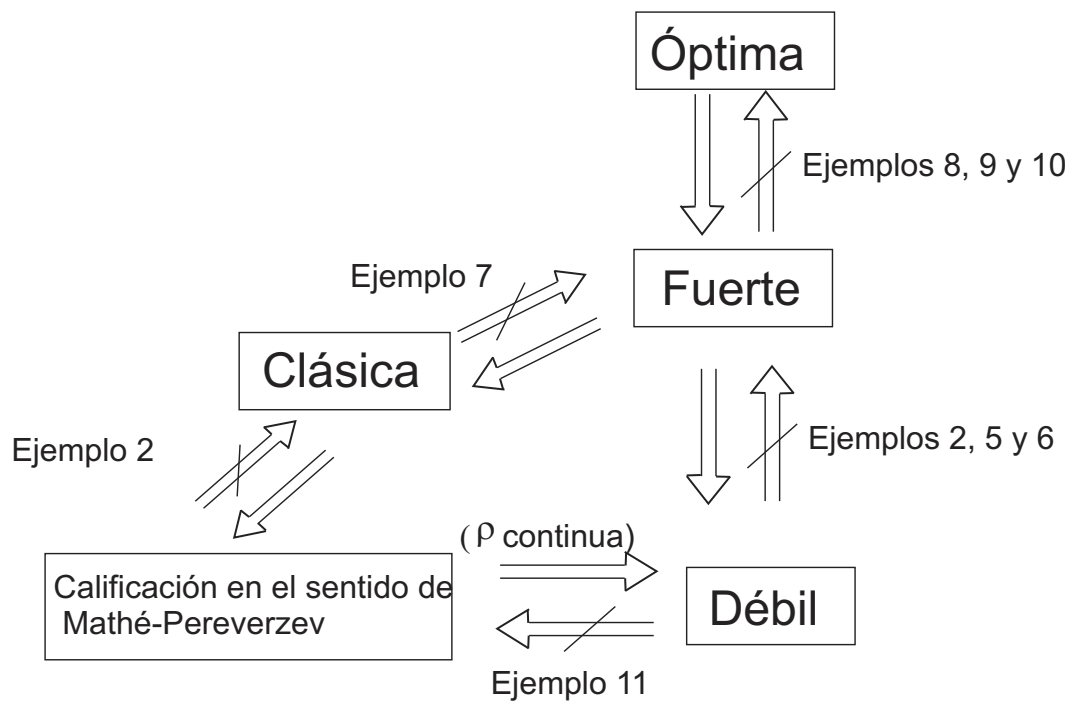 Óptima
Ejemplos 8, 9 y 10
Ejemplo 7
Fuerte
Clásica
Ejemplo 2
Ejemplos 2, 5 y 6
(ρ continua)
Calificación en el sentido de
Mathé-Pereverzev
Débil
Ejemplo 11